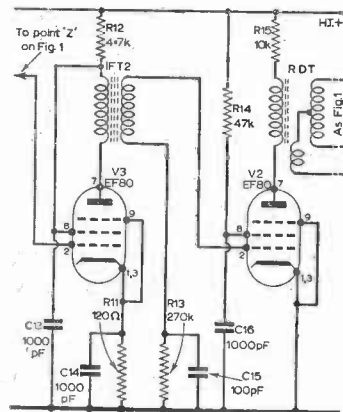 R12
4·7k
R15
10k
H.T.+
To point 'Z'
on Fig.1
IFT2
RDT
As Fig.1
R14
47k
V3
EF80
7
V2
EF80
7
8
2
9
1,3
8
2
9
1,3
R11
120Ω
R13
270k
C13
1000
pF
C14
1000
pF
C16
1000pF
C15
100pF